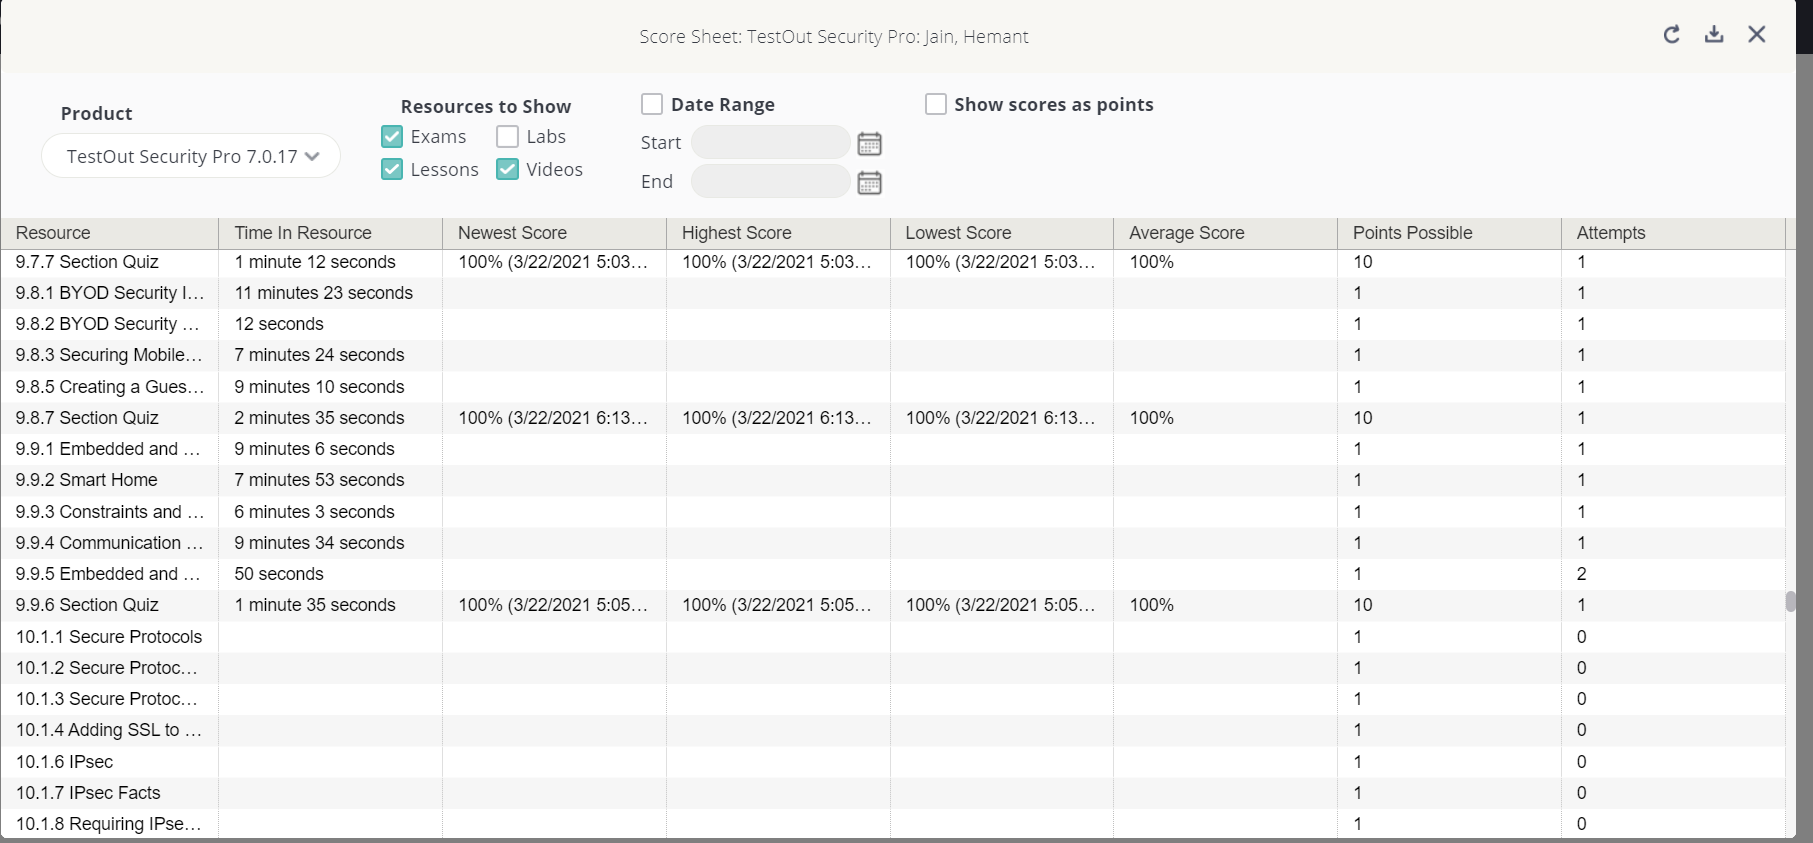 Score Sheet: TestOut Security Pro: Jain, Hemant
Product
TestOut Security Pro 7.0.17
Resources to Show
Exams Labs
Lessons Videos
Date Range
Start
End
Show scores as points
Resource Time In Resource Newest Score Highest Score Lowest Score Average Score Points Possible Attempts
9.7.7 Section Quiz 1 minute 12 seconds 100% (3/22/2021 5:03... 100% (3/22/2021 5:03... 100% (3/22/2021 5:03... 100% 10 1
9.8.1 BYOD Security I... 11 minutes 23 seconds 1 1
9.8.2 BYOD Security ... 12 seconds 1 1
9.8.3 Securing Mobile... 7 minutes 24 seconds 1 1
9.8.5 Creating a Gues... 9 minutes 10 seconds 1 1
9.8.7 Section Quiz 2 minutes 35 seconds 100% (3/22/2021 6:13... 100% (3/22/2021 6:13... 100% (3/22/2021 6:13... 100% 10 1
9.9.1 Embedded and ... 9 minutes 6 seconds 1 1
9.9.2 Smart Home 7 minutes 53 seconds 1 1
9.9.3 Constraints and ... 6 minutes 3 seconds 1 1
9.9.4 Communication ... 9 minutes 34 seconds 1 1
9.9.5 Embedded and ... 50 seconds 1 2
9.9.6 Section Quiz 1 minute 35 seconds 100% (3/22/2021 5:05... 100% (3/22/2021 5:05... 100% (3/22/2021 5:05... 100% 10 1
10.1.1 Secure Protocols 1 0
10.1.2 Secure Protoc... 1 0
10.1.3 Secure Protoc... 1 0
10.1.4 Adding SSL to ... 1 0
10.1.6 IPsec 1 0
10.1.7 IPsec Facts 1 0
10.1.8 Requiring IPse... 1 0